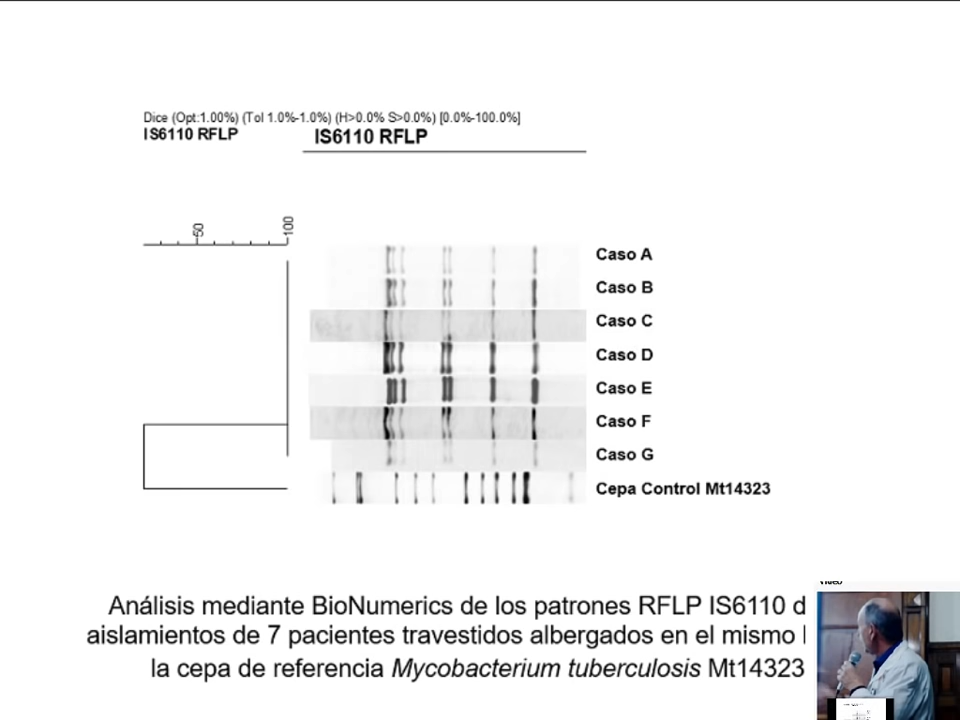 Dice (Opt:1.00%) (Tol 1.0%-1.0%) (H>0.0% S>0.0%) [0.0%-100.0%]
IS6110 RFLP
IS6110 RFLP
50
100
Caso A
Caso B
Caso C
Caso D
Caso E
Caso F
Caso G
Cepa Control Mt14323
Análisis mediante BioNumerics de los patrones RFLP IS6110 d
aislamientos de 7 pacientes travestidos albergados en el mismo
la cepa de referencia Mycobacterium tuberculosis Mt14323